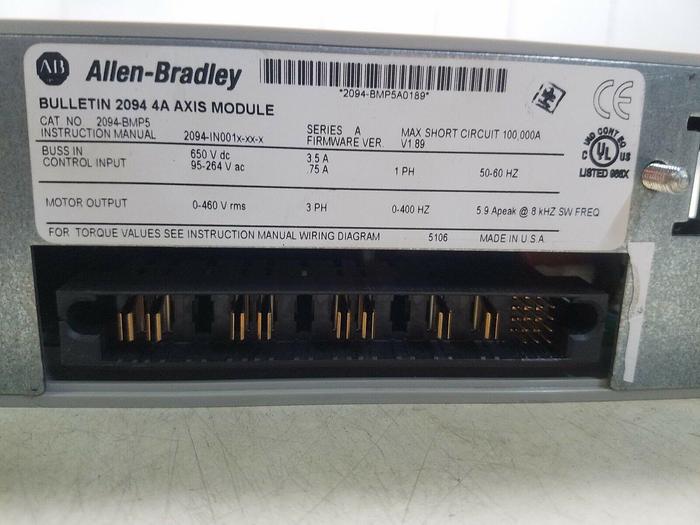 AB Allen-Bradley
*2094-BMP5A0189*
CE
BULLETIN 2094 4A AXIS MODULE
CAT NO 2094-BMP5 SERIES A MAX SHORT CIRCUIT 100,000A
INSTRUCTION MANUAL 2094-IN001x-xx-x FIRMWARE VER. V1.89
BUSS IN 650 V dc 3.5 A
CONTROL INPUT 95-264 V ac .75 A 1 PH 50-60 HZ
IND CONT EQ
C UL US
LISTED 966X
MOTOR OUTPUT 0-460 V rms 3 PH 0-400 HZ 5.9 Apeak @ 8 kHZ SW FREQ
FOR TORQUE VALUES SEE INSTRUCTION MANUAL WIRING DIAGRAM 5106 MADE IN U.S.A.